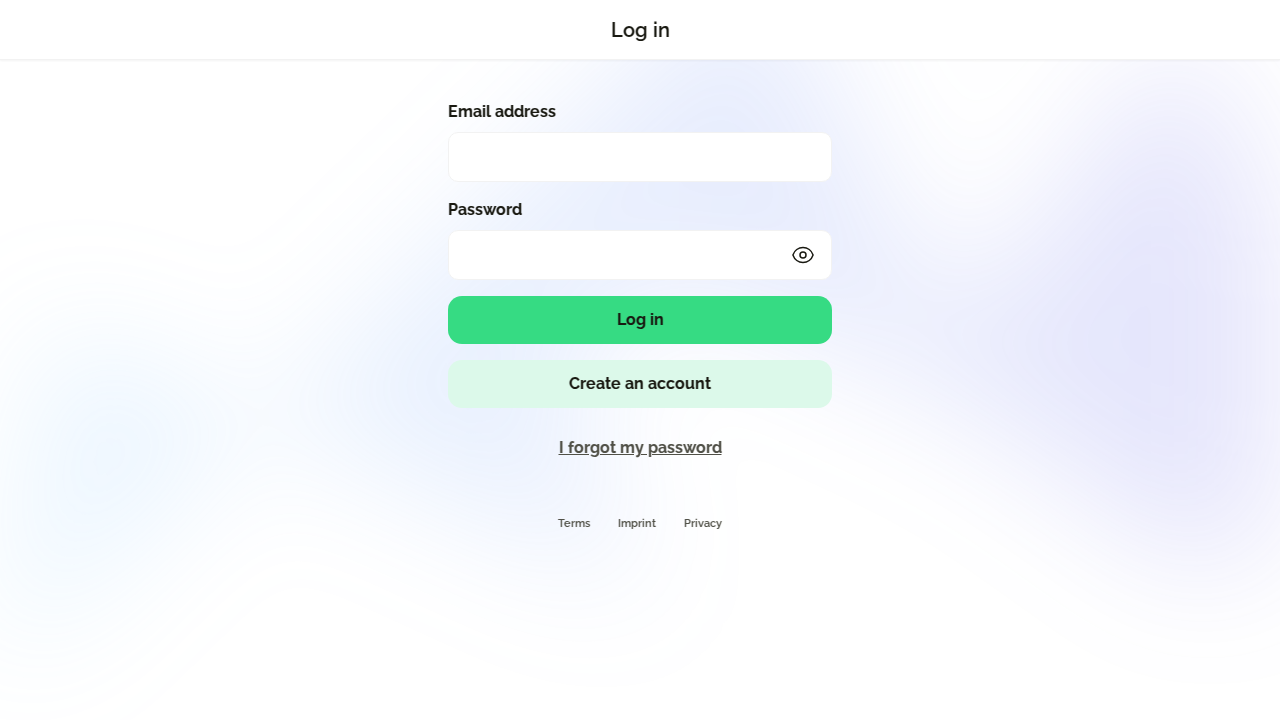 Log in
Email address
Password
Log in
Create an account
I forgot my password
Terms Imprint Privacy